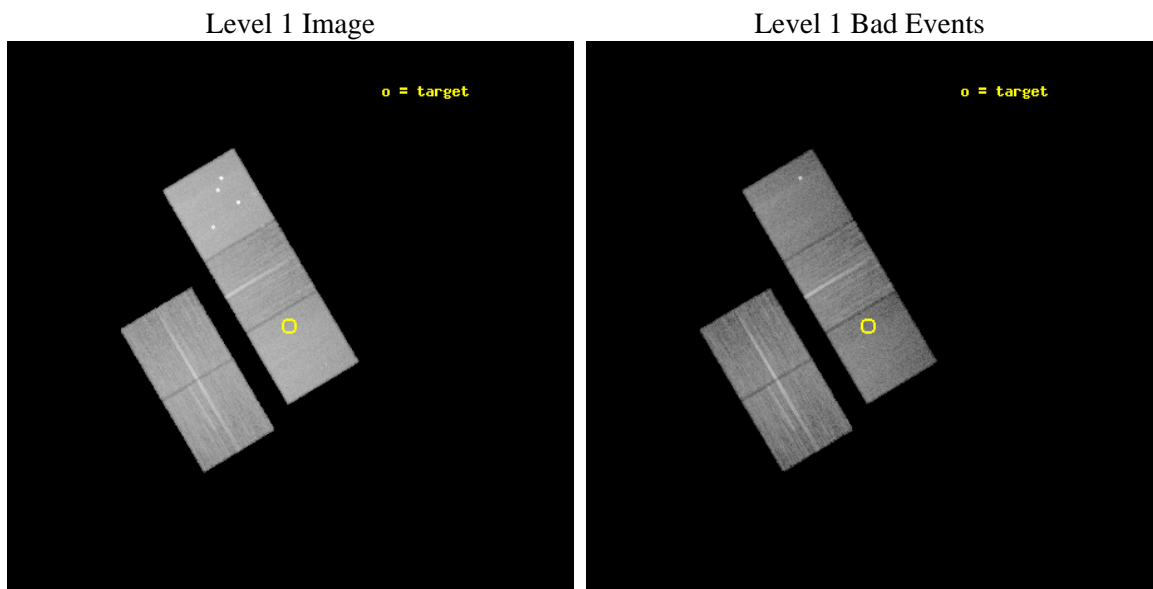 Level 1 Image
Level 1 Bad Events
o = target
o = target